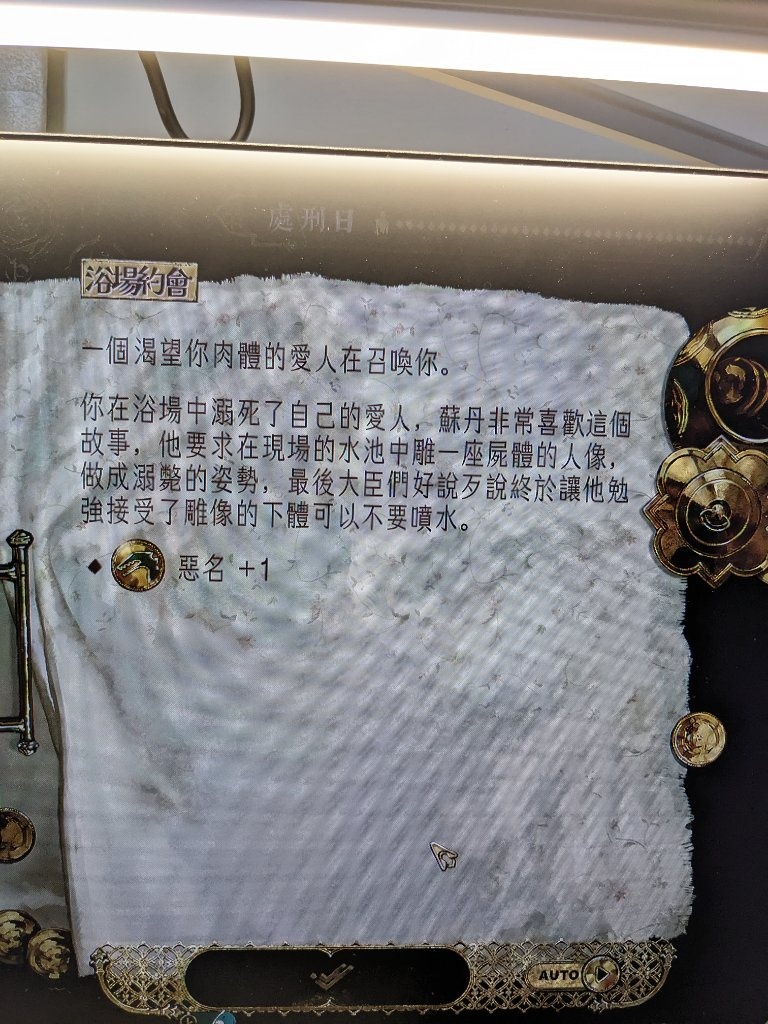 處刑日
浴場約會
一個渴望你肉體的愛人在召喚你。
你在浴場中溺死了自己的愛人，蘇丹非常喜歡這個
故事，他要求在現場的水池中雕一座屍體的人像，
做成溺斃的姿勢，最後大臣們好說歹說終於讓他勉
強接受了雕像的下體可以不要噴水。
惡名 +1
AUTO